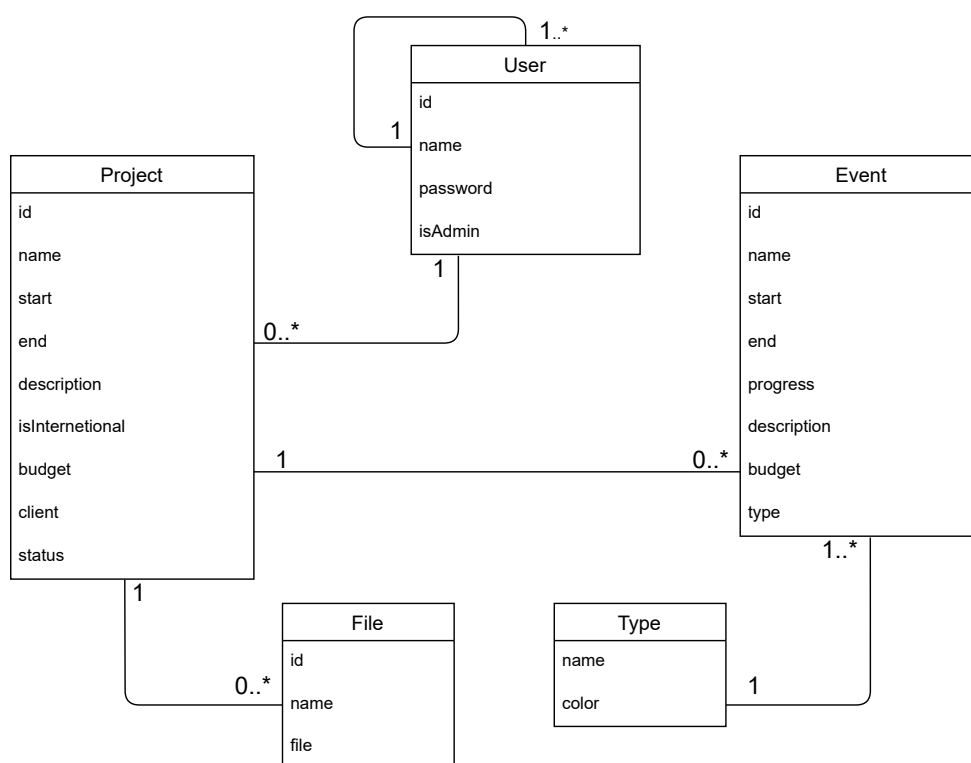 1..*
User
id
1
name
password
isAdmin
1
Project
id
name
start
end
0..*
description
isInternetional
budget
1
client
status
1
Event
id
name
start
end
progress
description
0..*
budget
type
1..*
File
id
0..*
name
file
Type
name
color
1